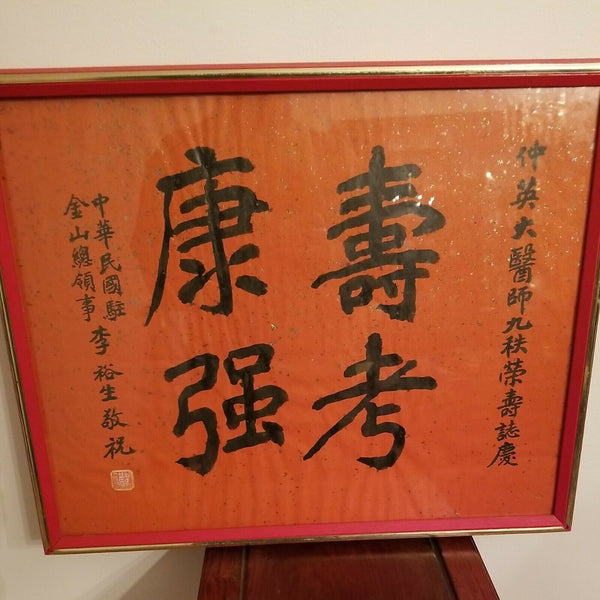 仲英大醫師九秩榮壽誌慶
壽考
康强
中華民國駐
金山總領事 李裕生敬祝